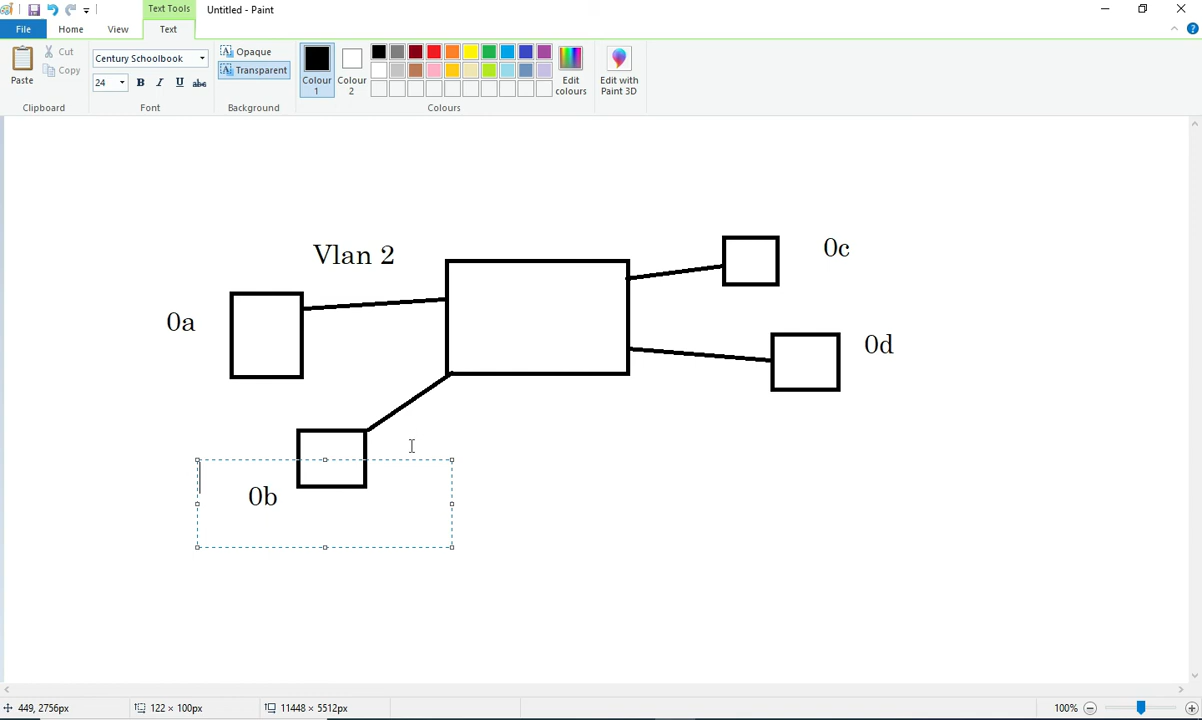 Text Tools
Untitled - Paint
File
Home
View
Text
Paste
Cut
Copy
Clipboard
Century Schoolbook
24
B
I
U
abc
Font
A
Opaque
A
Transparent
Background
Colour
1
Colour
2
Edit
colours
Colours
Edit with
Paint 3D
Vlan 2
0c
0a
0d
0b
449, 2756px
122 × 100px
11448 × 5512px
100%